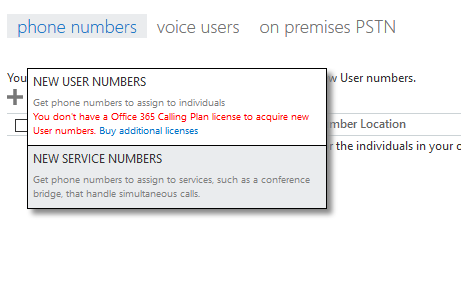 phone numbers voice users on premises PSTN
You
w User numbers.
NEW USER NUMBERS
Get phone numbers to assign to individuals
You don't have a Office 365 Calling Plan license to acquire new
User numbers. Buy additional licenses
mber Location
NEW SERVICE NUMBERS
r the individuals in your o
Get phone numbers to assign to services, such as a conference
bridge, that handle simultaneous calls.